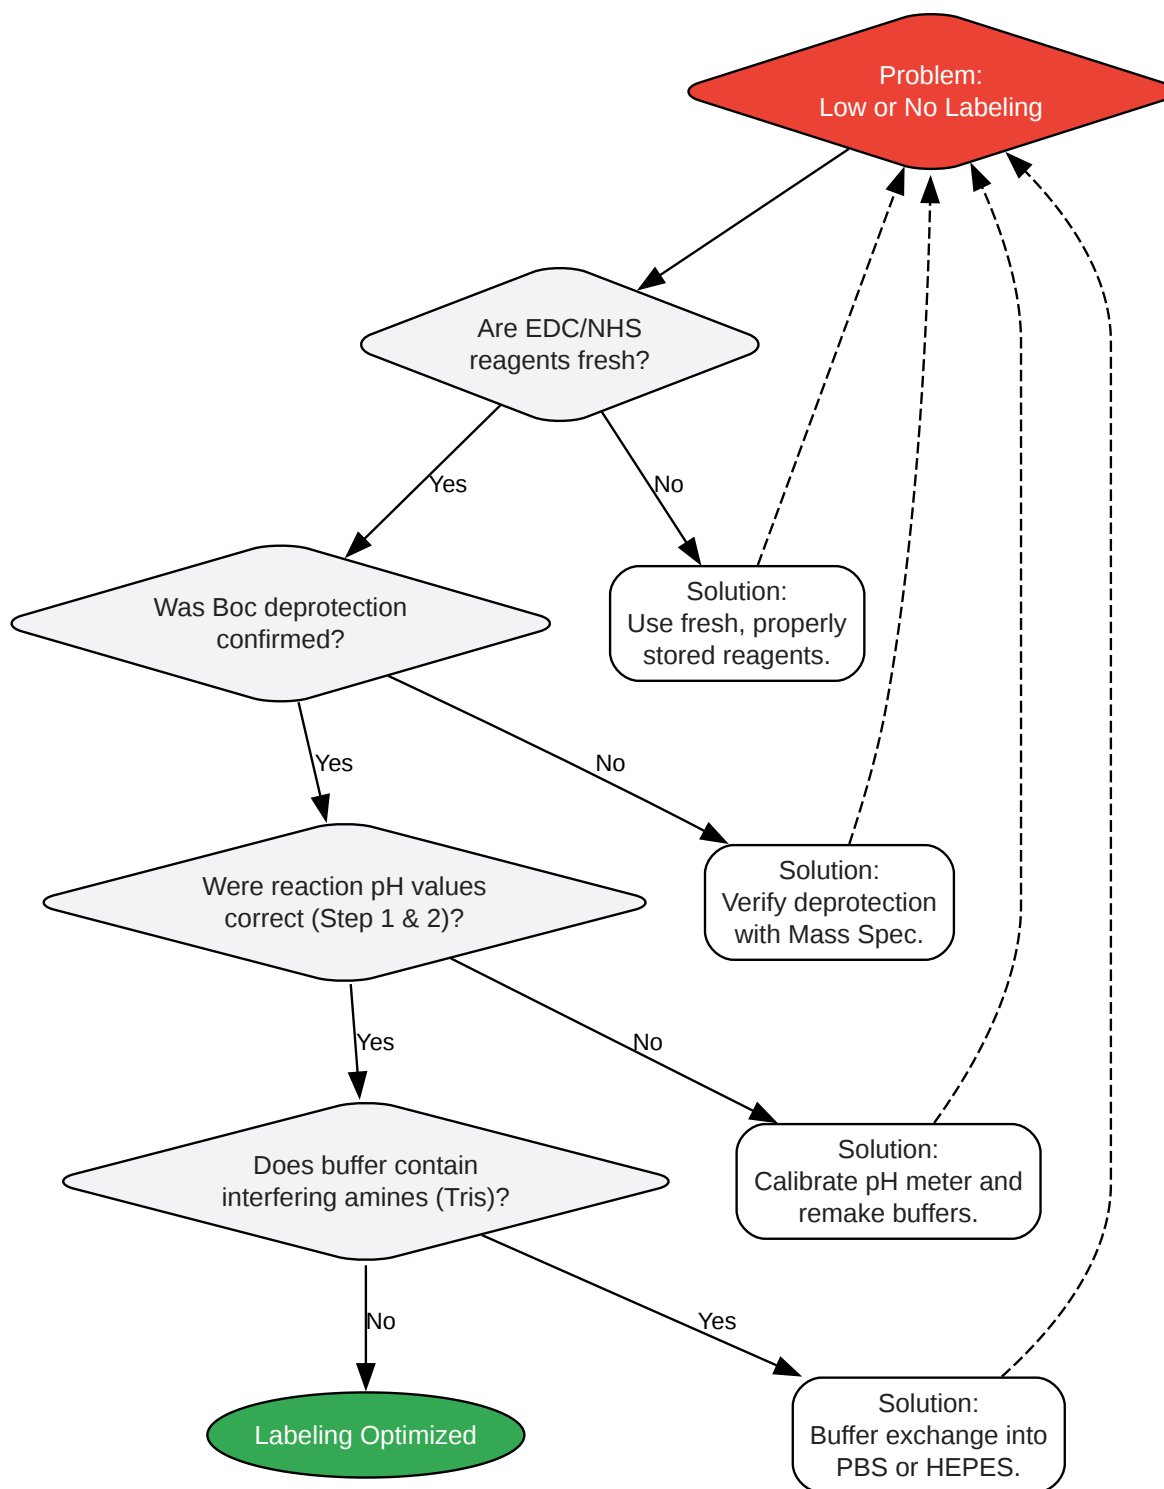 Problem:
Low or No Labeling
Are EDC/NHS
reagents fresh?
Yes
No
Was Boc deprotection
confirmed?
Solution:
Use fresh, properly
stored reagents.
Yes
No
Were reaction pH values
correct (Step 1 & 2)?
Solution:
Verify deprotection
with Mass Spec.
Yes
No
Does buffer contain
interfering amines (Tris)?
Solution:
Calibrate pH meter and
remake buffers.
No
Yes
Labeling Optimized
Solution:
Buffer exchange into
PBS or HEPES.